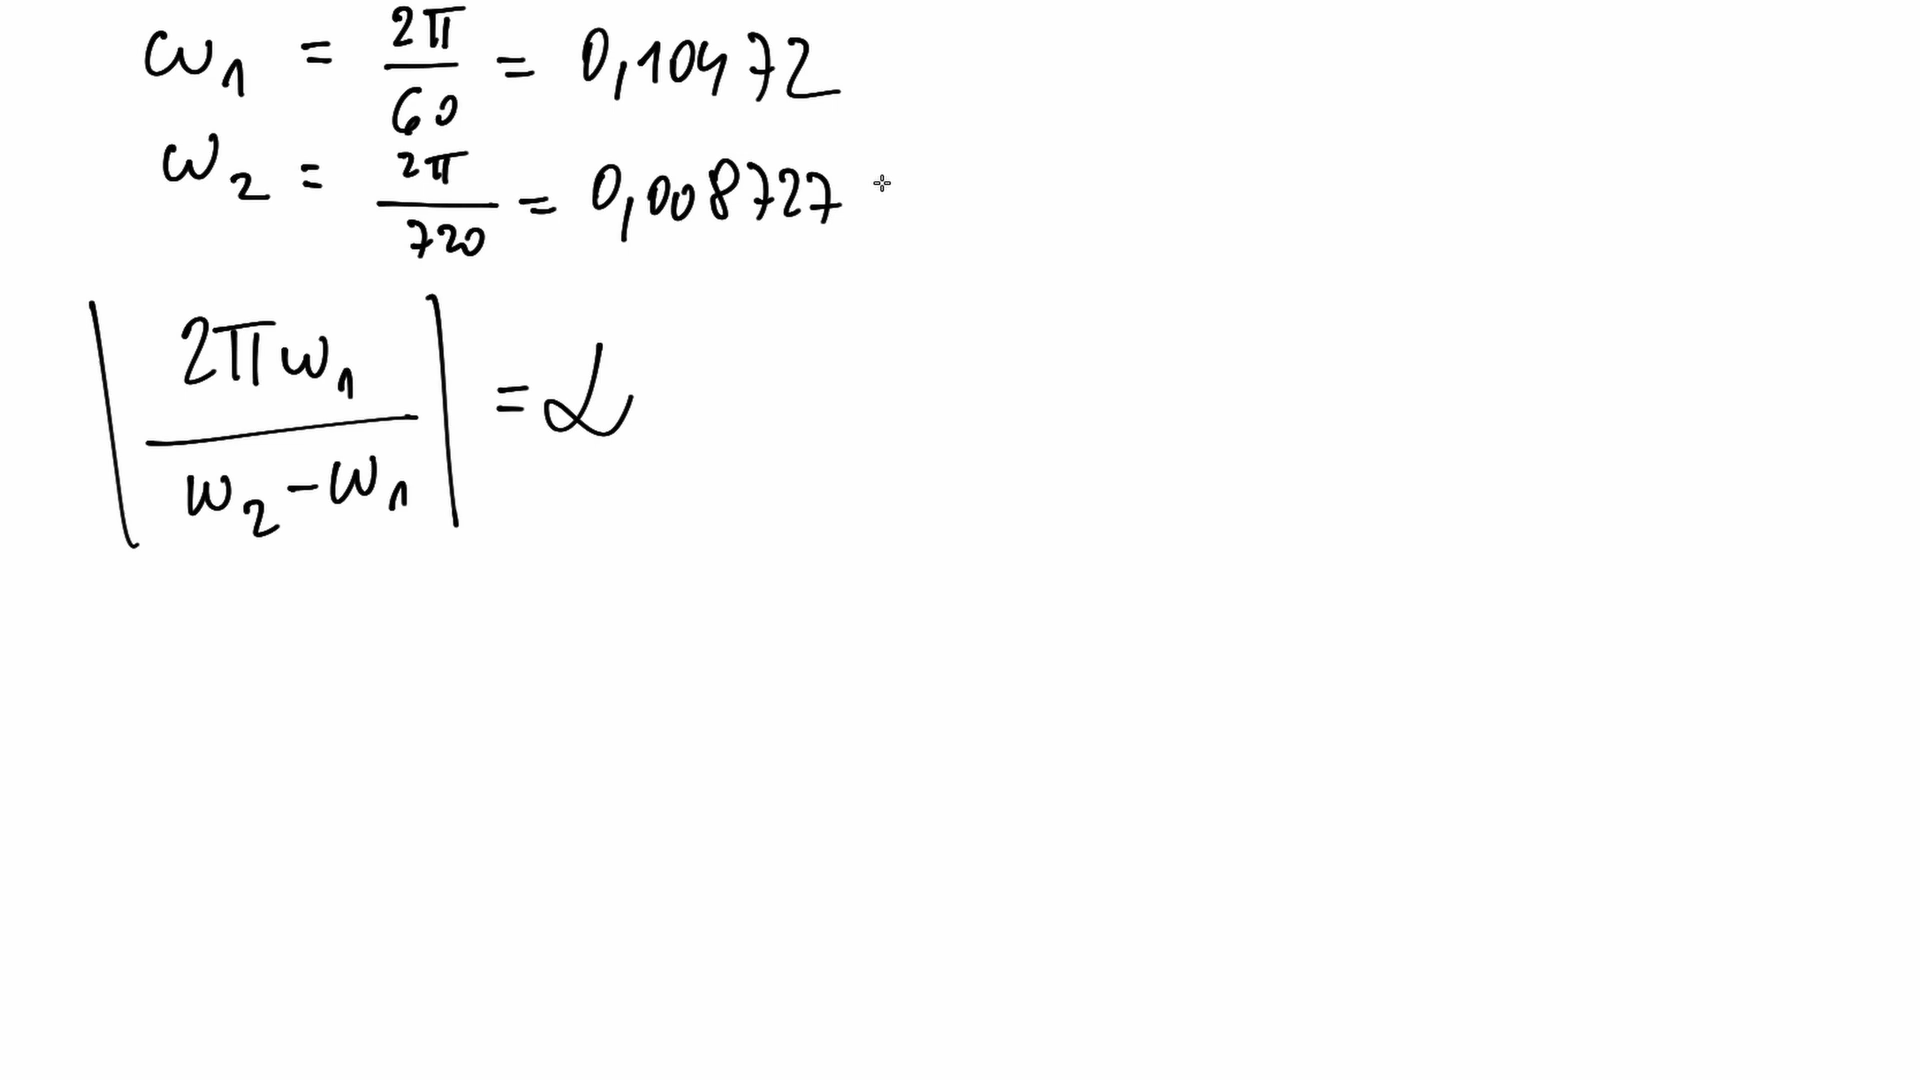 ω₁ = 2π/60 = 0,10472
ω₂ = 2π/720 = 0,008727
|2πω₁/(ω₂-ω₁)| = α